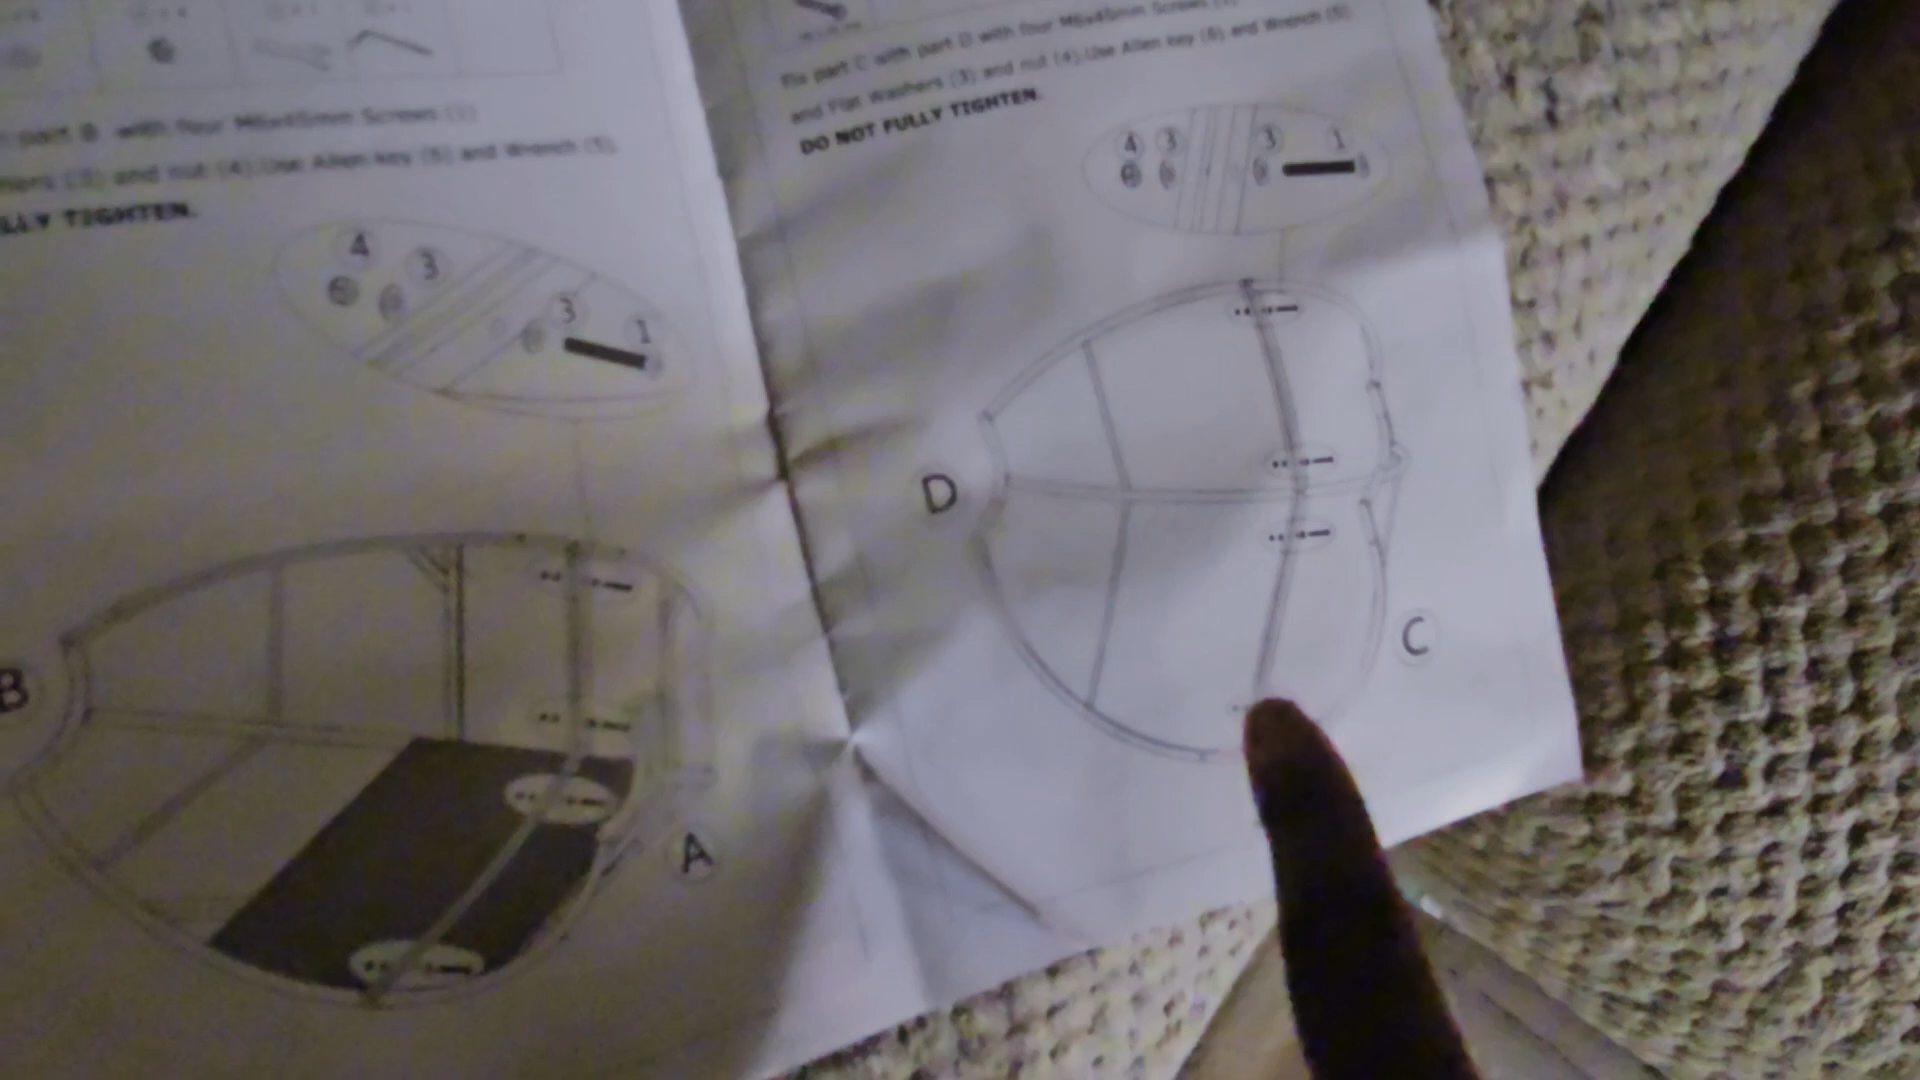 part B with four M6x45mm Screws (1)
(3) and nut (4).Use Allen key (6) and Wrench (5).
LLY TIGHTEN.
4
3
3
1
B
A
Fix part C with part D with four M6x45mm Screws (1)
and Flat Washers (3) and nut (4).Use Allen key (6) and Wrench (5).
DO NOT FULLY TIGHTEN.
4 3 3 1
D
C